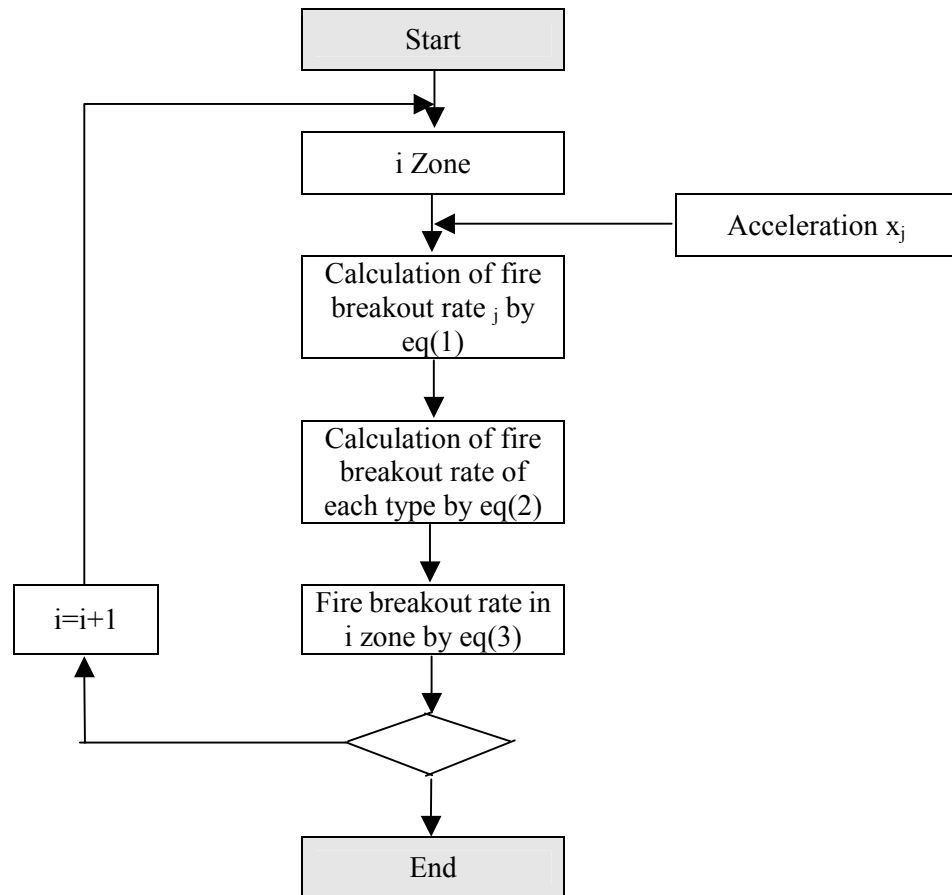 Start
i Zone
Acceleration xj
Calculation of fire
breakout rate j by
eq(1)
Calculation of fire
breakout rate of
each type by eq(2)
Fire breakout rate in
i zone by eq(3)
i=i+1
End